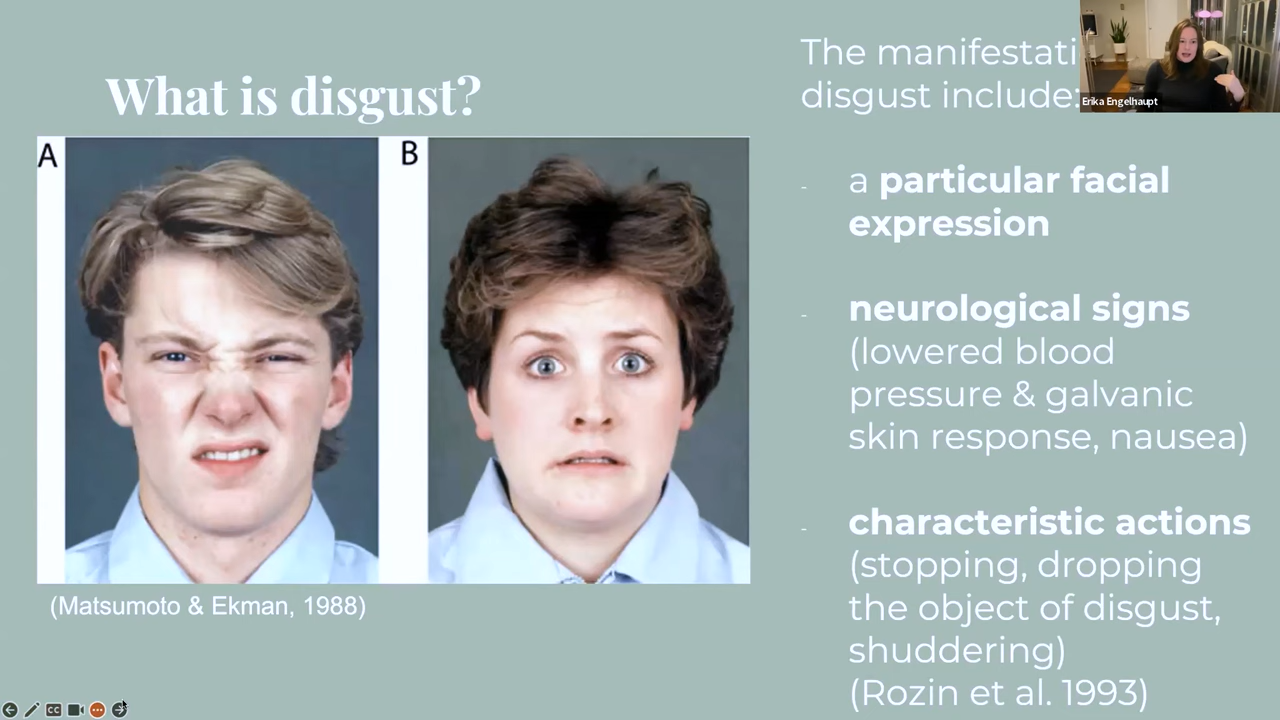 What is disgust?
A
B
(Matsumoto & Ekman, 1988)
The manifestati
disgust include:
Erika Engelhaupt
- a particular facial
expression
- neurological signs
(lowered blood
pressure & galvanic
skin response, nausea)
- characteristic actions
(stopping, dropping
the object of disgust,
shuddering)
(Rozin et al. 1993)
CC